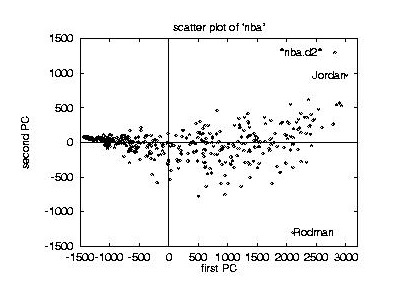 scatter plot of 'nba'
1500
"nba.d2"
Jordan
1000
500
second PC
0
-500
-1000
Rodman
-1500
-1500 -1000 -500 0 500 1000 1500 2000 2500 3000
first PC